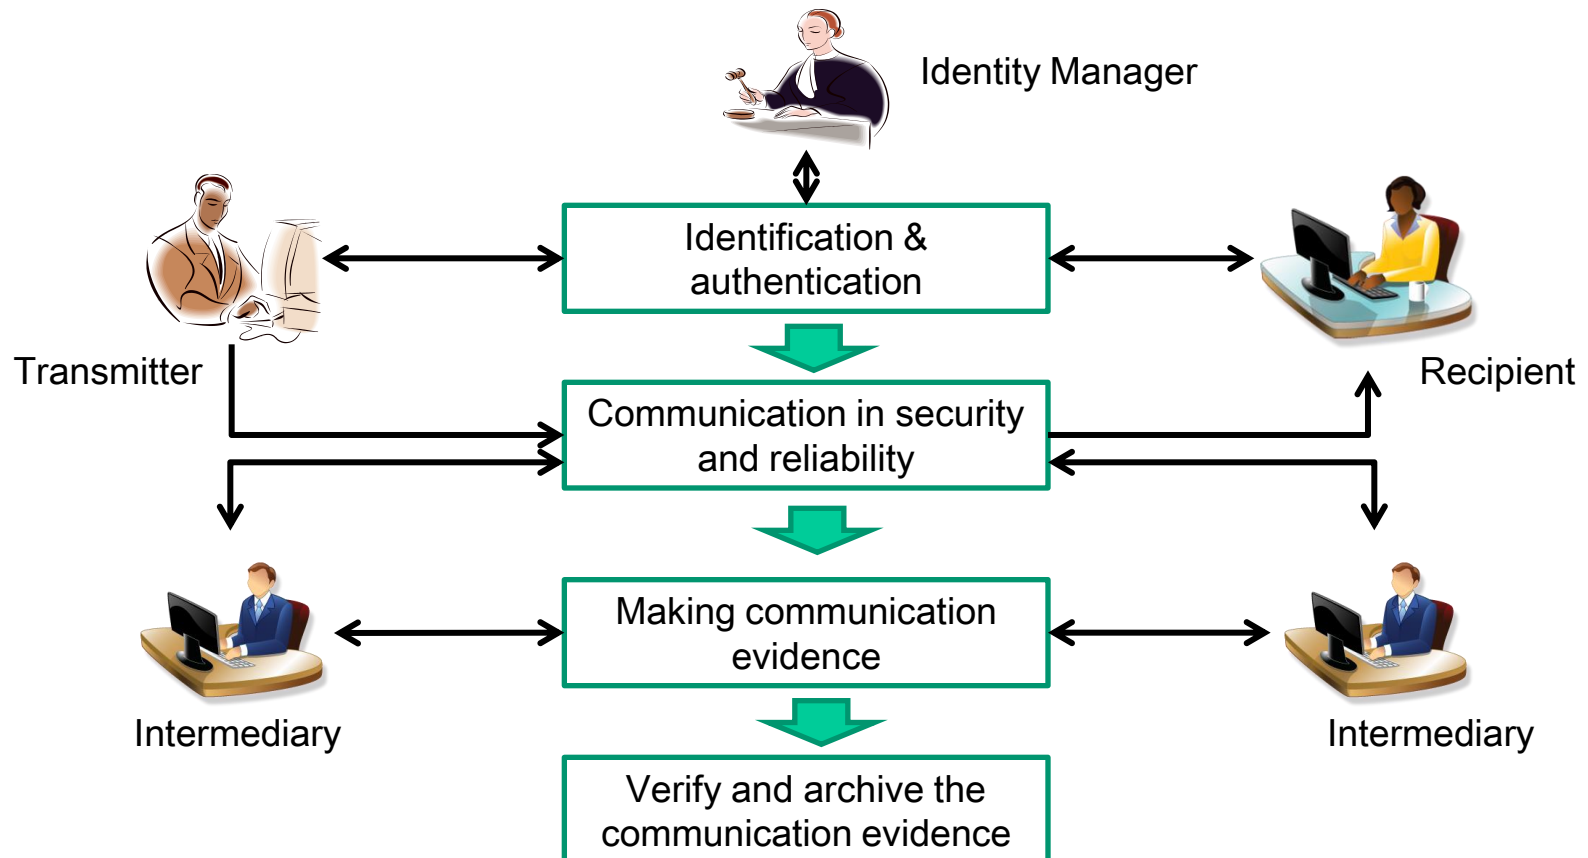 Identity Manager
Identification &
authentication
Transmitter
Recipient
Communication in security
and reliability
Making communication
evidence
Intermediary
Intermediary
Verify and archive the
communication evidence